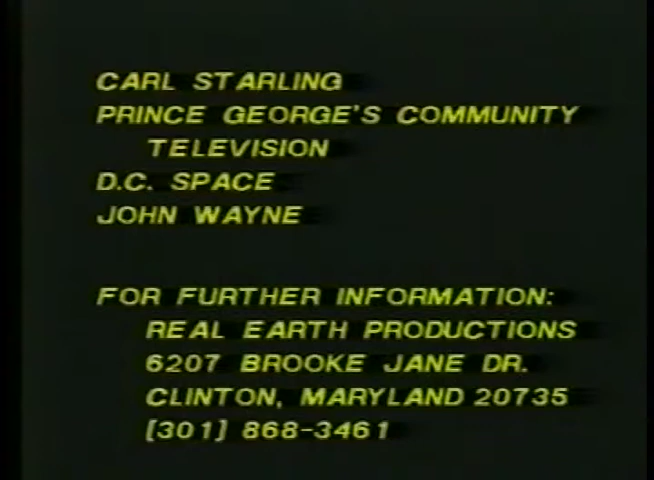 CARL STARLING
PRINCE GEORGE'S COMMUNITY
TELEVISION
D.C. SPACE
JOHN WAYNE
FOR FURTHER INFORMATION:
REAL EARTH PRODUCTIONS
6207 BROOKE JANE DR.
CLINTON, MARYLAND 20735
[301] 868-3461